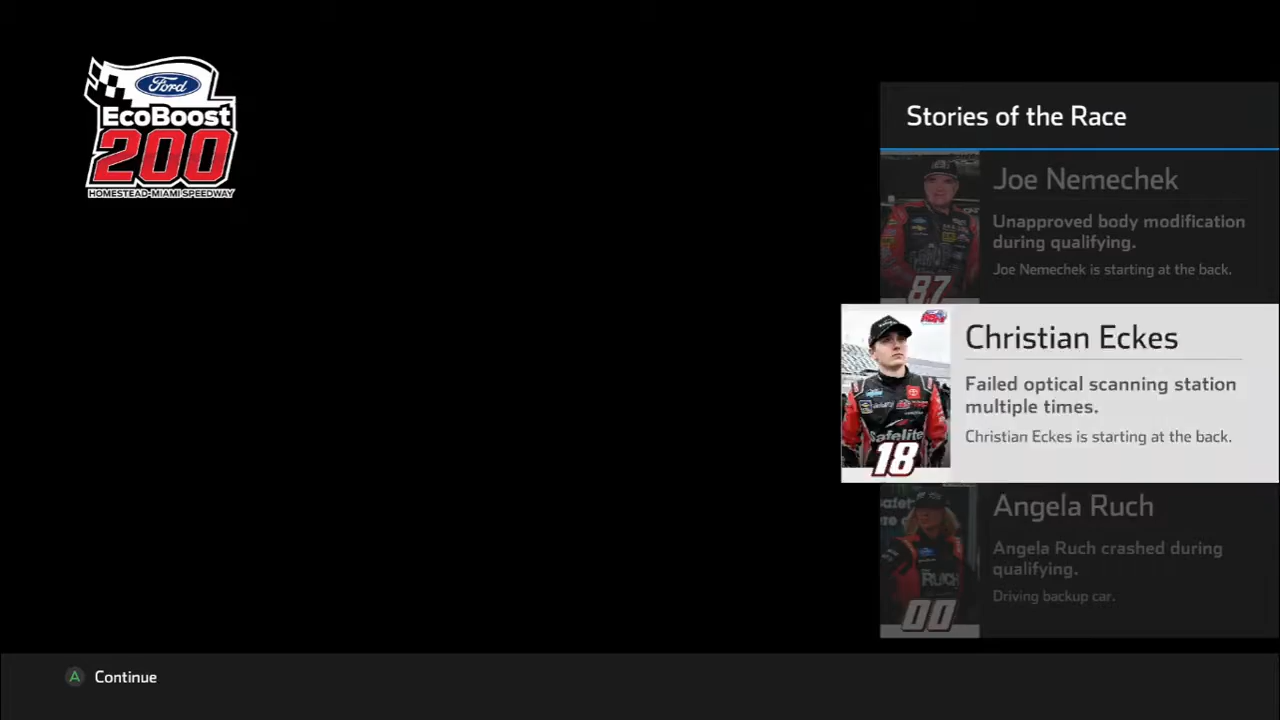 Ford
EcoBoost
200
HOMESTEAD-MIAMI SPEEDWAY
Stories of the Race
Joe Nemechek
Unapproved body modification
during qualifying.
Joe Nemechek is starting at the back.
87
Christian Eckes
Failed optical scanning station
multiple times.
Christian Eckes is starting at the back.
Safelite
18
Angela Ruch
Angela Ruch crashed during
qualifying.
Driving backup car.
RUCH
00
A Continue